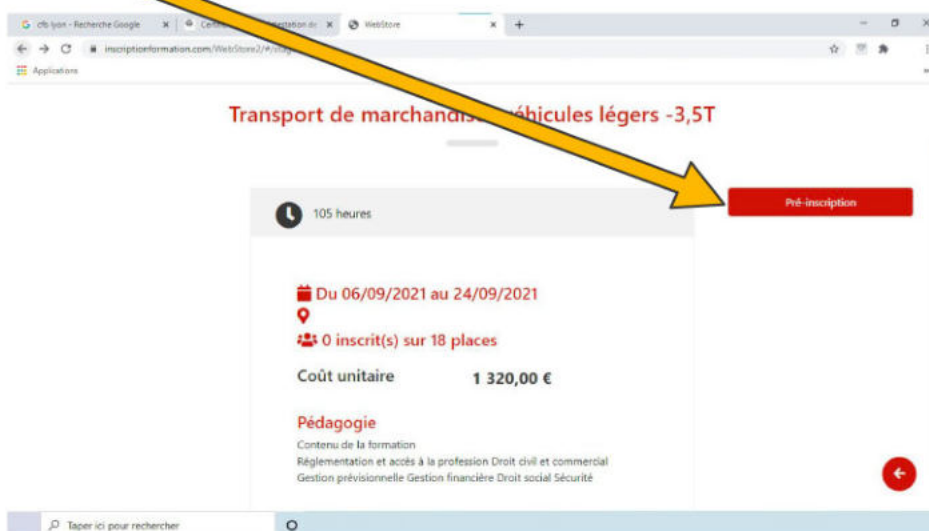 cfs lyon - Recherche Google
WebStore
inscriptionformation.com/WebStore2/#/
Applications
Transport de véhicules légers -3,5T
105 heures
Pré-inscription
Du 06/09/2021 au 24/09/2021
0 inscrit(s) sur 18 places
Coût unitaire 1 320,00 €
Pédagogie
Contenu de la formation
Réglementation et accès à la profession Droit civil et commercial
Gestion prévisionnelle Gestion financière Droit social Sécurité
Taper ici pour rechercher